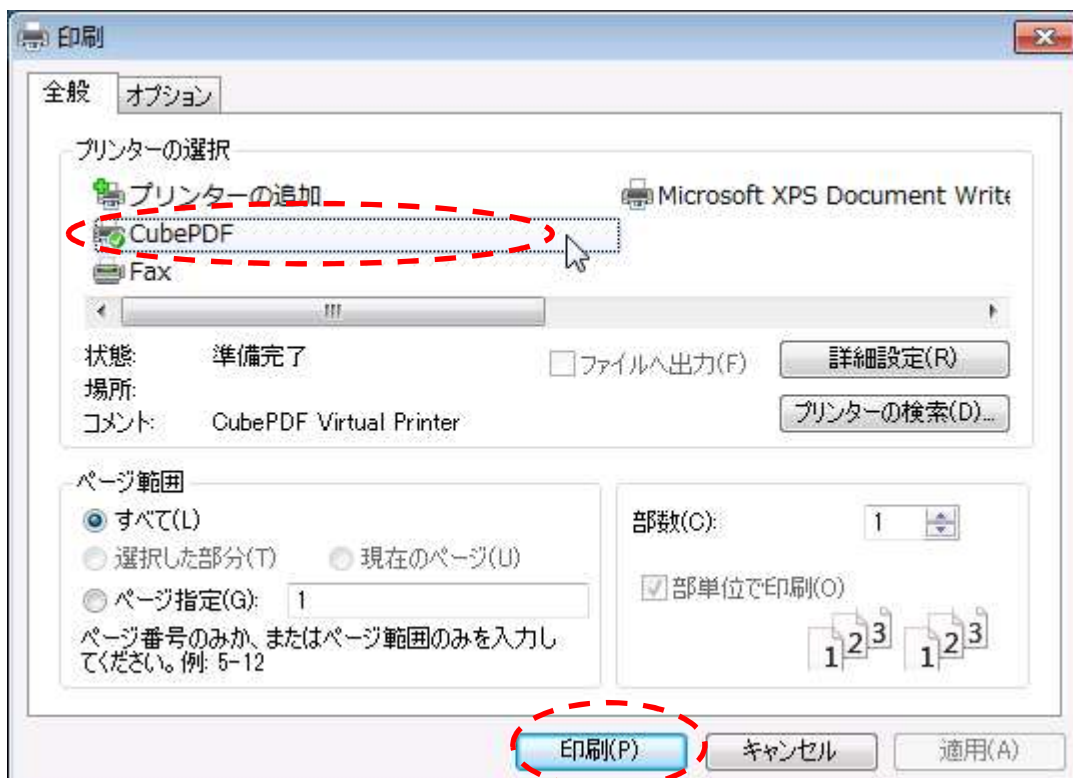 印刷
全般
オプション
プリンターの選択
プリンターの追加
Microsoft XPS Document Write
CubePDF
Fax
状態: 準備完了
ファイルへ出力(F)
詳細設定(R)
場所:
コメント: CubePDF Virtual Printer
プリンターの検索(D)...
ページ範囲
すべて(L)
選択した部分(T)
現在のページ(U)
ページ指定(G): 1
ページ番号のみか、またはページ範囲のみを入力し
てください。例: 5-12
部数(C): 1
部単位で印刷(O)
1 2 3 1 2 3
印刷(P)
キャンセル
適用(A)